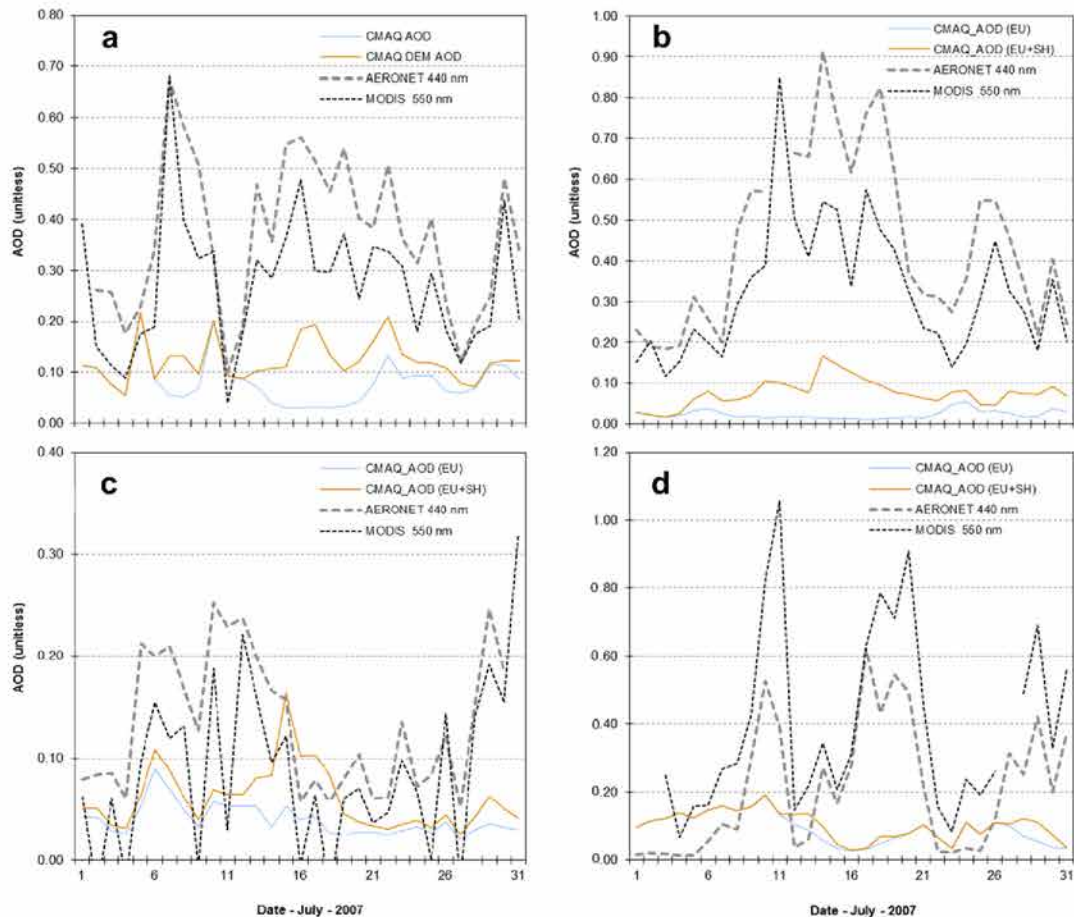 a
CMAQ AOD
CMAQ DEM AOD
AERONET 440 nm
MODIS 550 nm
0.80
0.70
0.60
0.50
0.40
0.30
0.20
0.10
0.00
AOD (unitless)
b
CMAQ_AOD (EU)
CMAQ_AOD (EU+SH)
AERONET 440 nm
MODIS 550 nm
1.00
0.90
0.80
0.70
0.60
0.50
0.40
0.30
0.20
0.10
0.00
AOD (unitless)
c
CMAQ_AOD (EU)
CMAQ_AOD (EU+SH)
AERONET 440 nm
MODIS 550 nm
0.40
0.30
0.20
0.10
0.00
AOD (unitless)
1 6 11 16 21 26 31
Date - July - 2007
d
CMAQ_AOD (EU)
CMAQ_AOD (EU+SH)
AERONET 440 nm
MODIS 550 nm
1.20
1.00
0.80
0.60
0.40
0.20
0.00
AOD (unitless)
1 6 11 16 21 26 31
Date - July - 2007